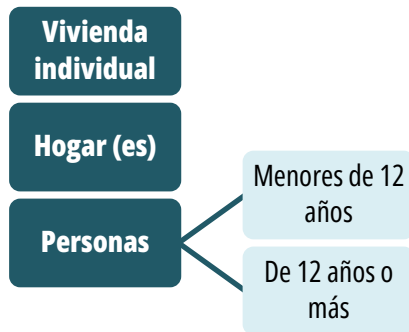 Vivienda
individual
Hogar (es)
Personas
Menores de 12
años
De 12 años o
más